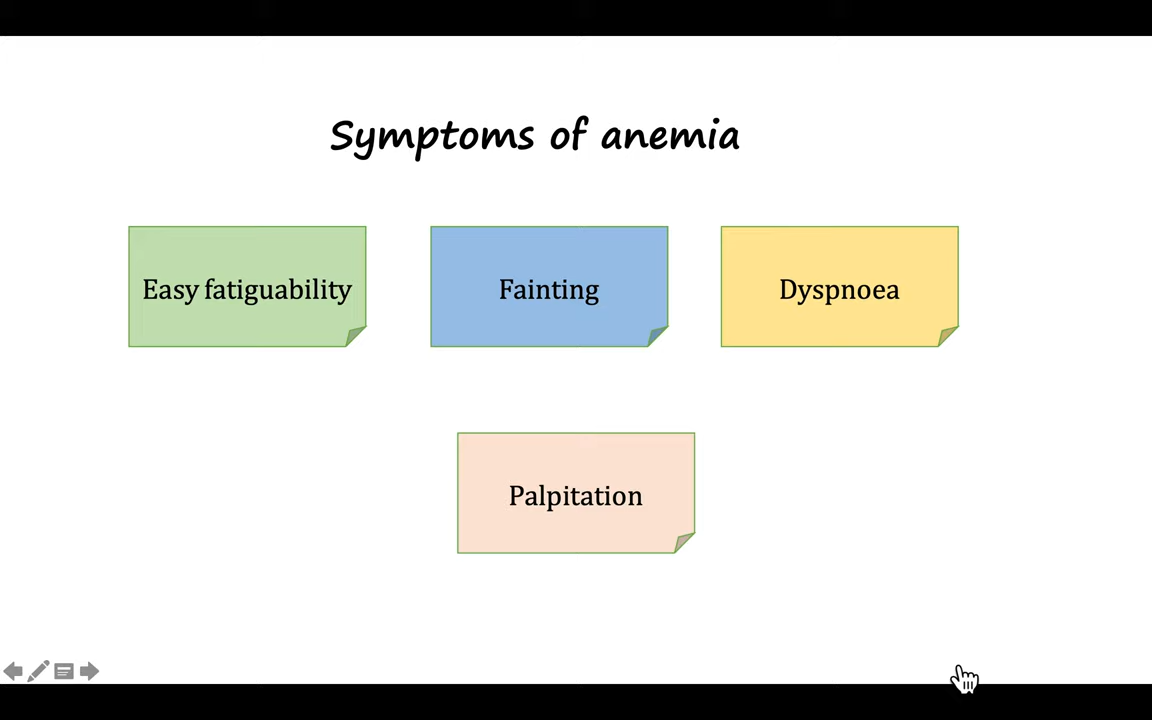 Symptoms of anemia
Easy fatiguability
Fainting
Dyspnoea
Palpitation